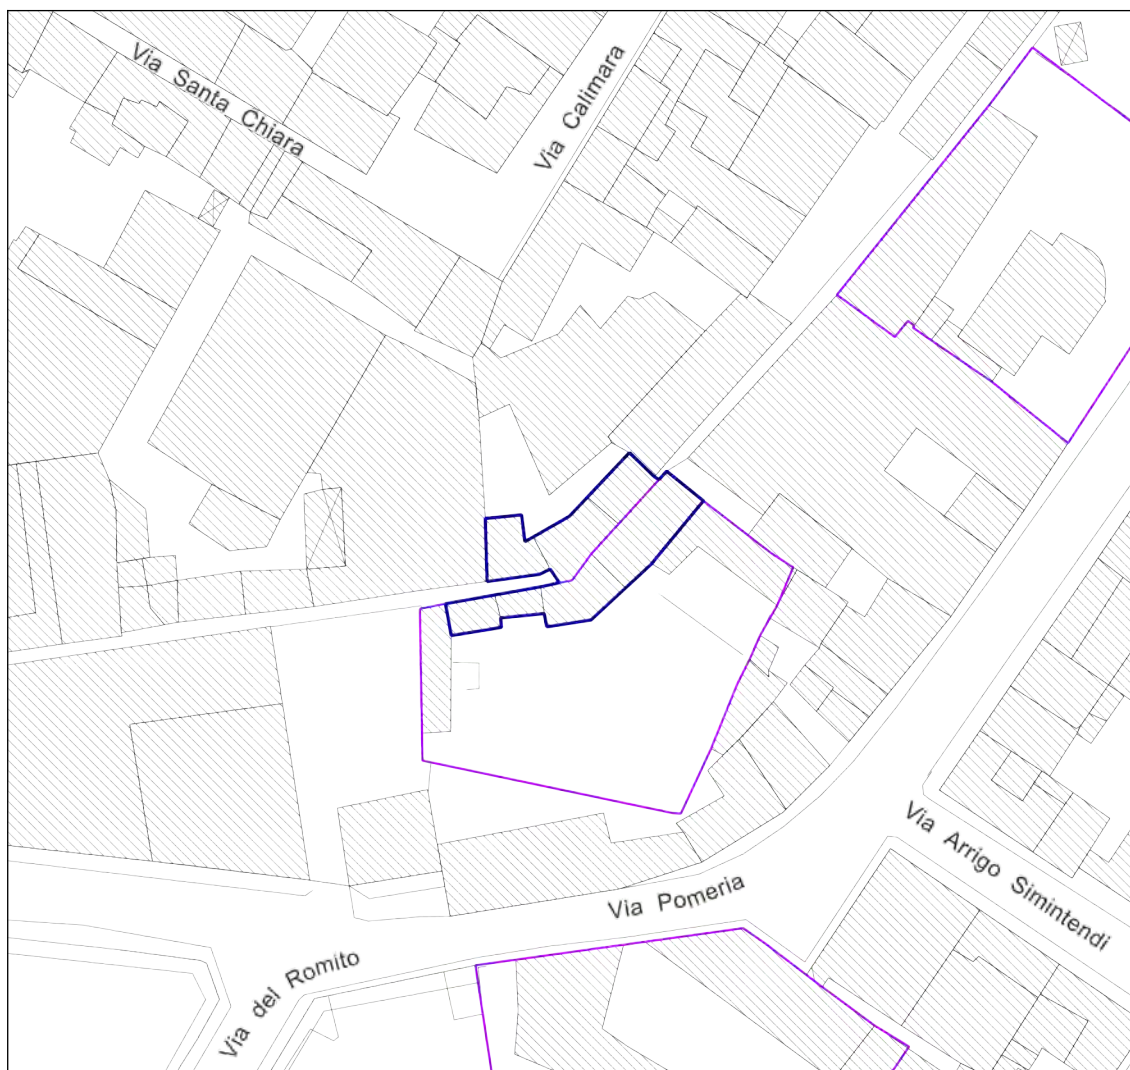 Via Santa Chiara
Via Calimara
Via Arrigo Simintendi
Via Pomeria
Via del Romito